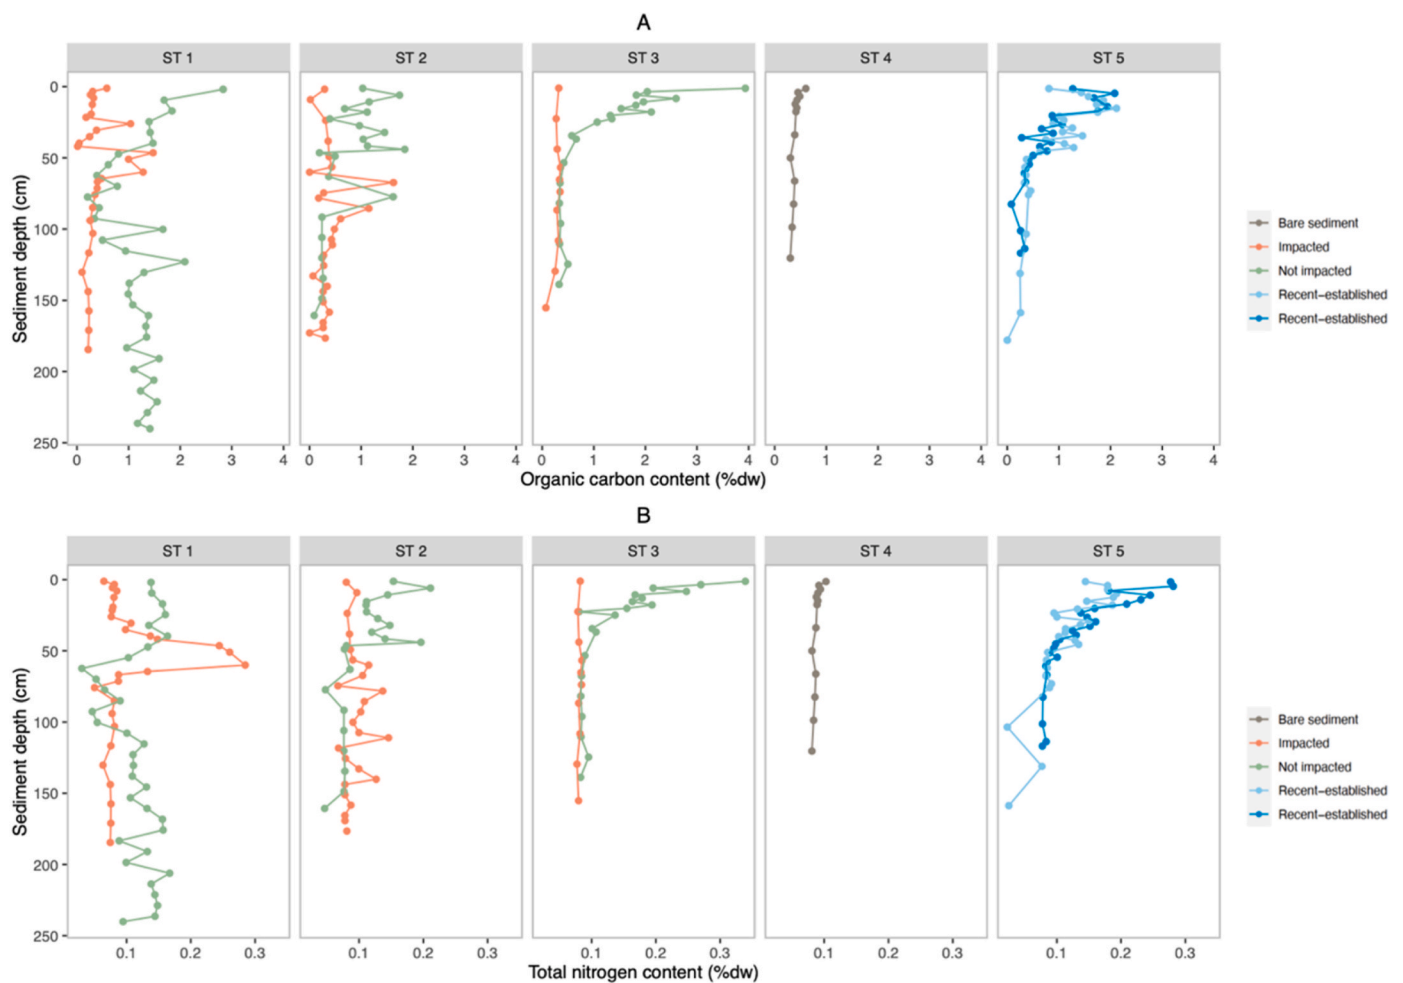 A
ST 1 ST 2 ST 3 ST 4 ST 5
Sediment depth (cm)
0
50
100
150
200
250
0 1 2 3 4 0 1 2 3 4 0 1 2 3 4 0 1 2 3 4 0 1 2 3 4
Organic carbon content (%dw)
Bare sediment
Impacted
Not impacted
Recent-established
Recent-established
B
ST 1 ST 2 ST 3 ST 4 ST 5
Sediment depth (cm)
0
50
100
150
200
250
0.1 0.2 0.3 0.1 0.2 0.3 0.1 0.2 0.3 0.1 0.2 0.3 0.1 0.2 0.3
Total nitrogen content (%dw)
Bare sediment
Impacted
Not impacted
Recent-established
Recent-established